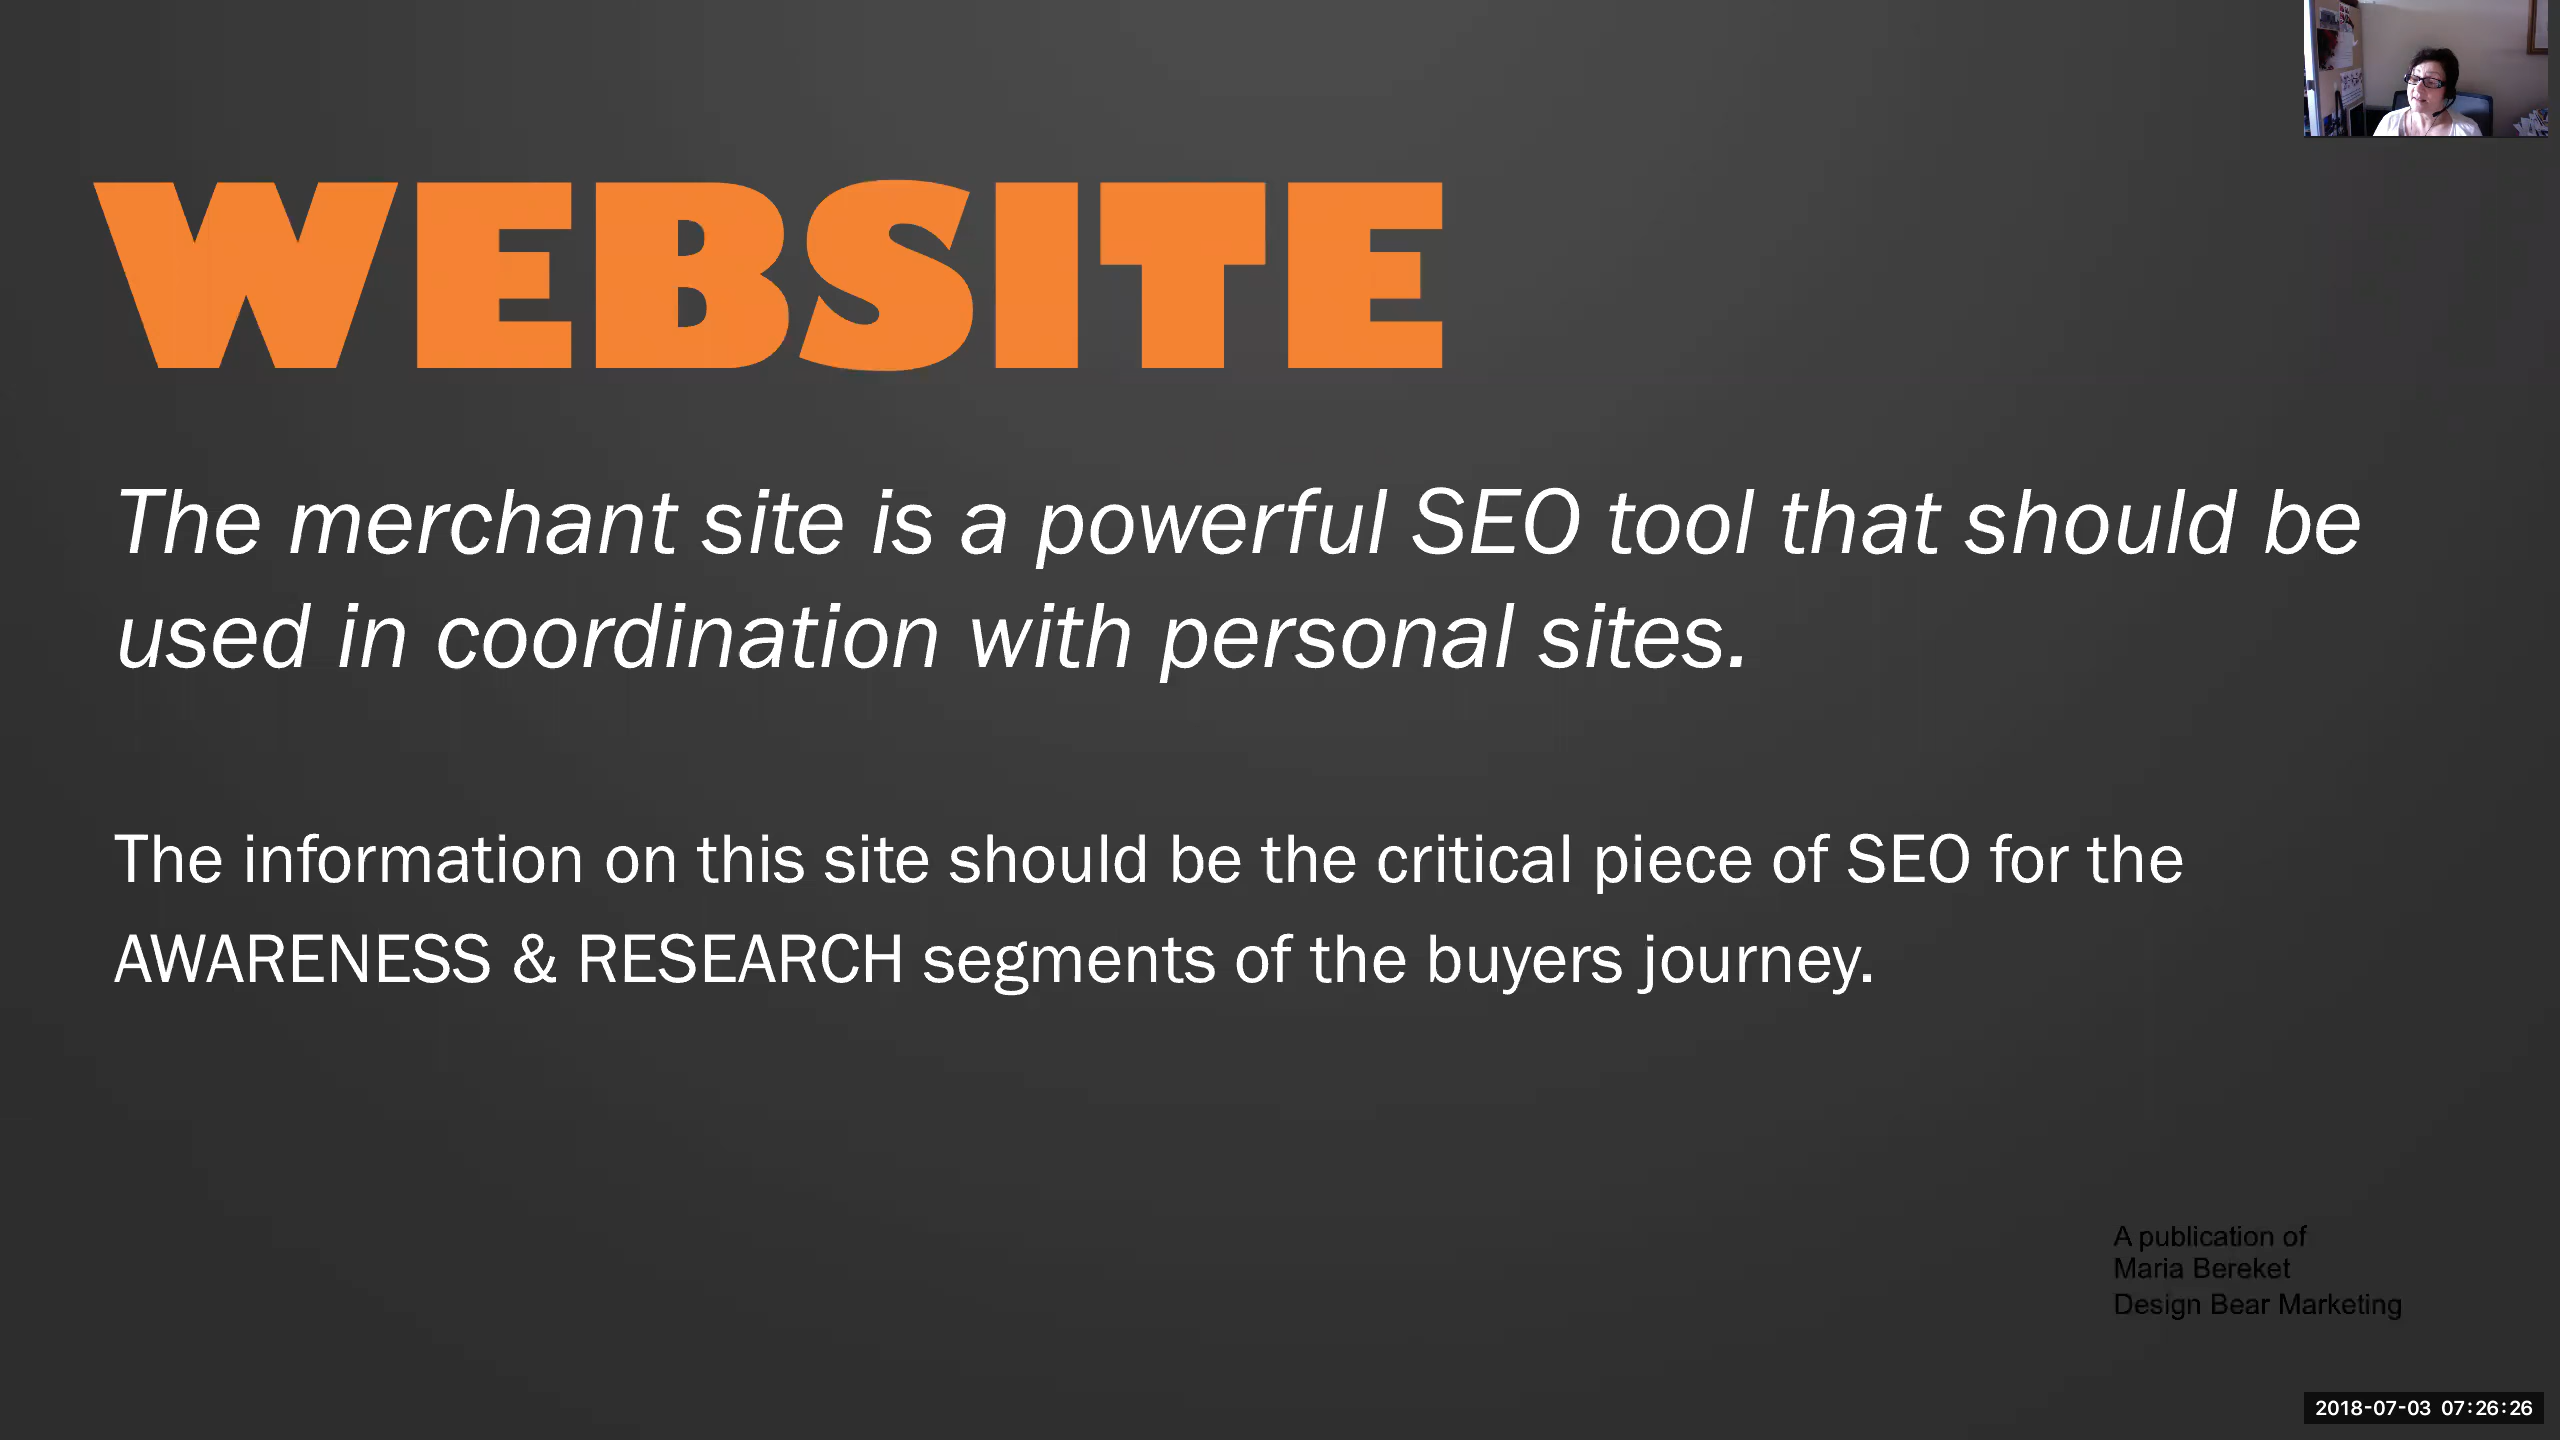 WEBSITE
The merchant site is a powerful SEO tool that should be
used in coordination with personal sites.
The information on this site should be the critical piece of SEO for the
AWARENESS & RESEARCH segments of the buyers journey.
A publication of
Maria Bereket
Design Bear Marketing
2018-07-03 07:26:26